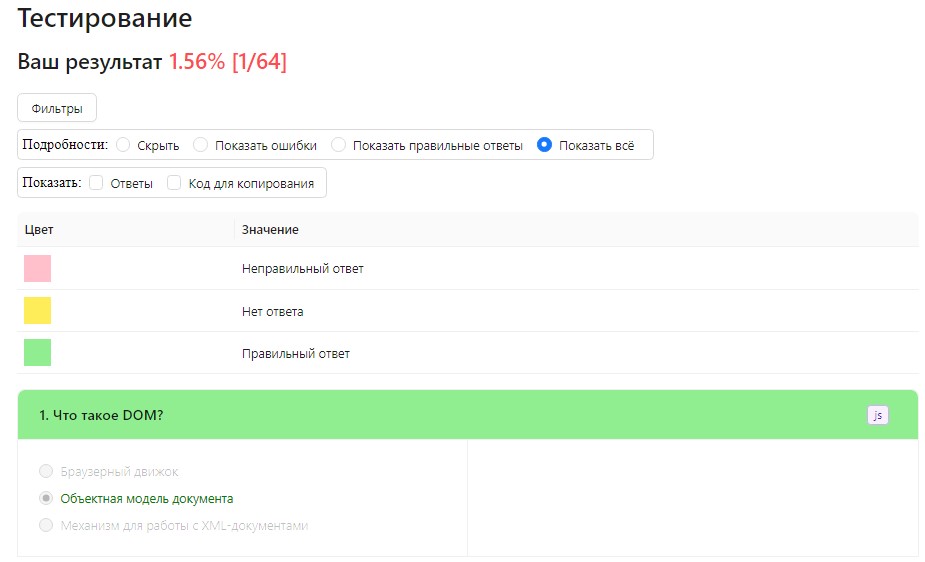 Тестирование
Ваш результат 1.56% [1/64]
Фильтры
Подробности: Скрыть Показать ошибки Показать правильные ответы Показать всё
Показать: Ответы Код для копирования
Цвет Значение
Неправильный ответ
Нет ответа
Правильный ответ
1. Что такое DOM? js
Браузерный движок
Объектная модель документа
Механизм для работы с XML-документами